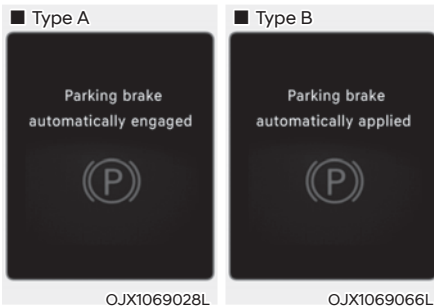 ■ Type A
Parking brake
automatically engaged
(P)
OJX1069028L
■ Type B
Parking brake
automatically applied
(P)
OJX1069066L